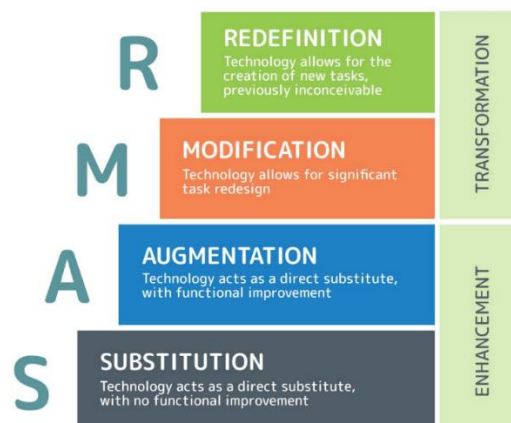 R
REDEFINITION
Technology allows for the
creation of new tasks,
previously inconceivable
TRANSFORMATION
M
MODIFICATION
Technology allows for significant
task redesign
A
AUGMENTATION
Technology acts as a direct substitute,
with functional improvement
ENHANCEMENT
S
SUBSTITUTION
Technology acts as a direct substitute,
with no functional improvement